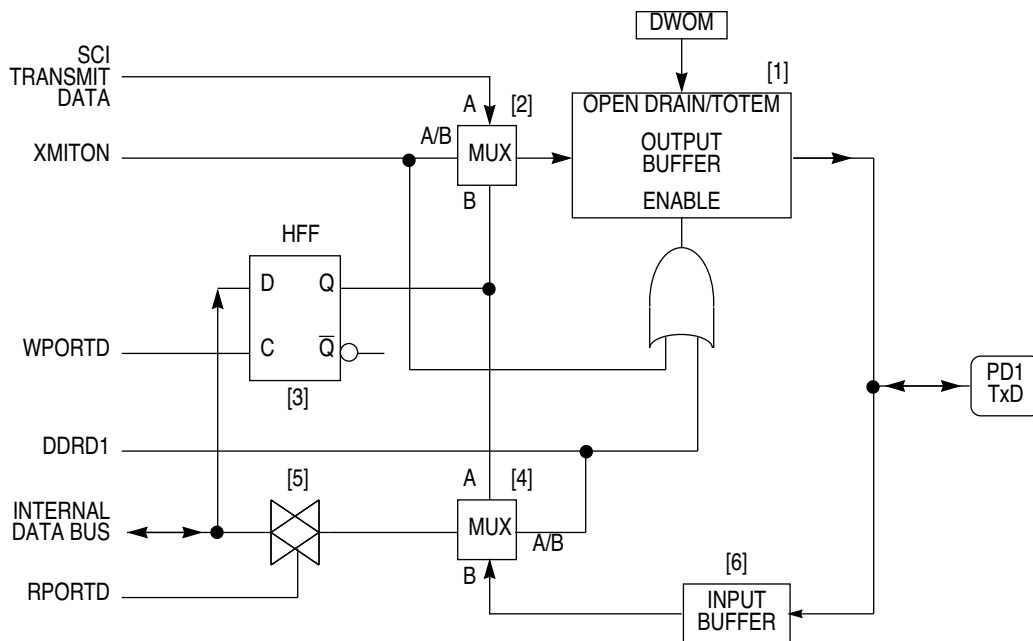 DWOM
SCI
TRANSMIT
DATA
[1]
A
[2]
OPEN DRAIN/TOTEM
A/B
XMITON
MUX
OUTPUT
BUFFER
B
ENABLE
HFF
D
Q
WPORTD
C
Q̅
[3]
PD1
TxD
DDRD1
A
[4]
[5]
INTERNAL
DATA BUS
MUX
A/B
B
[6]
RPORTD
INPUT
BUFFER